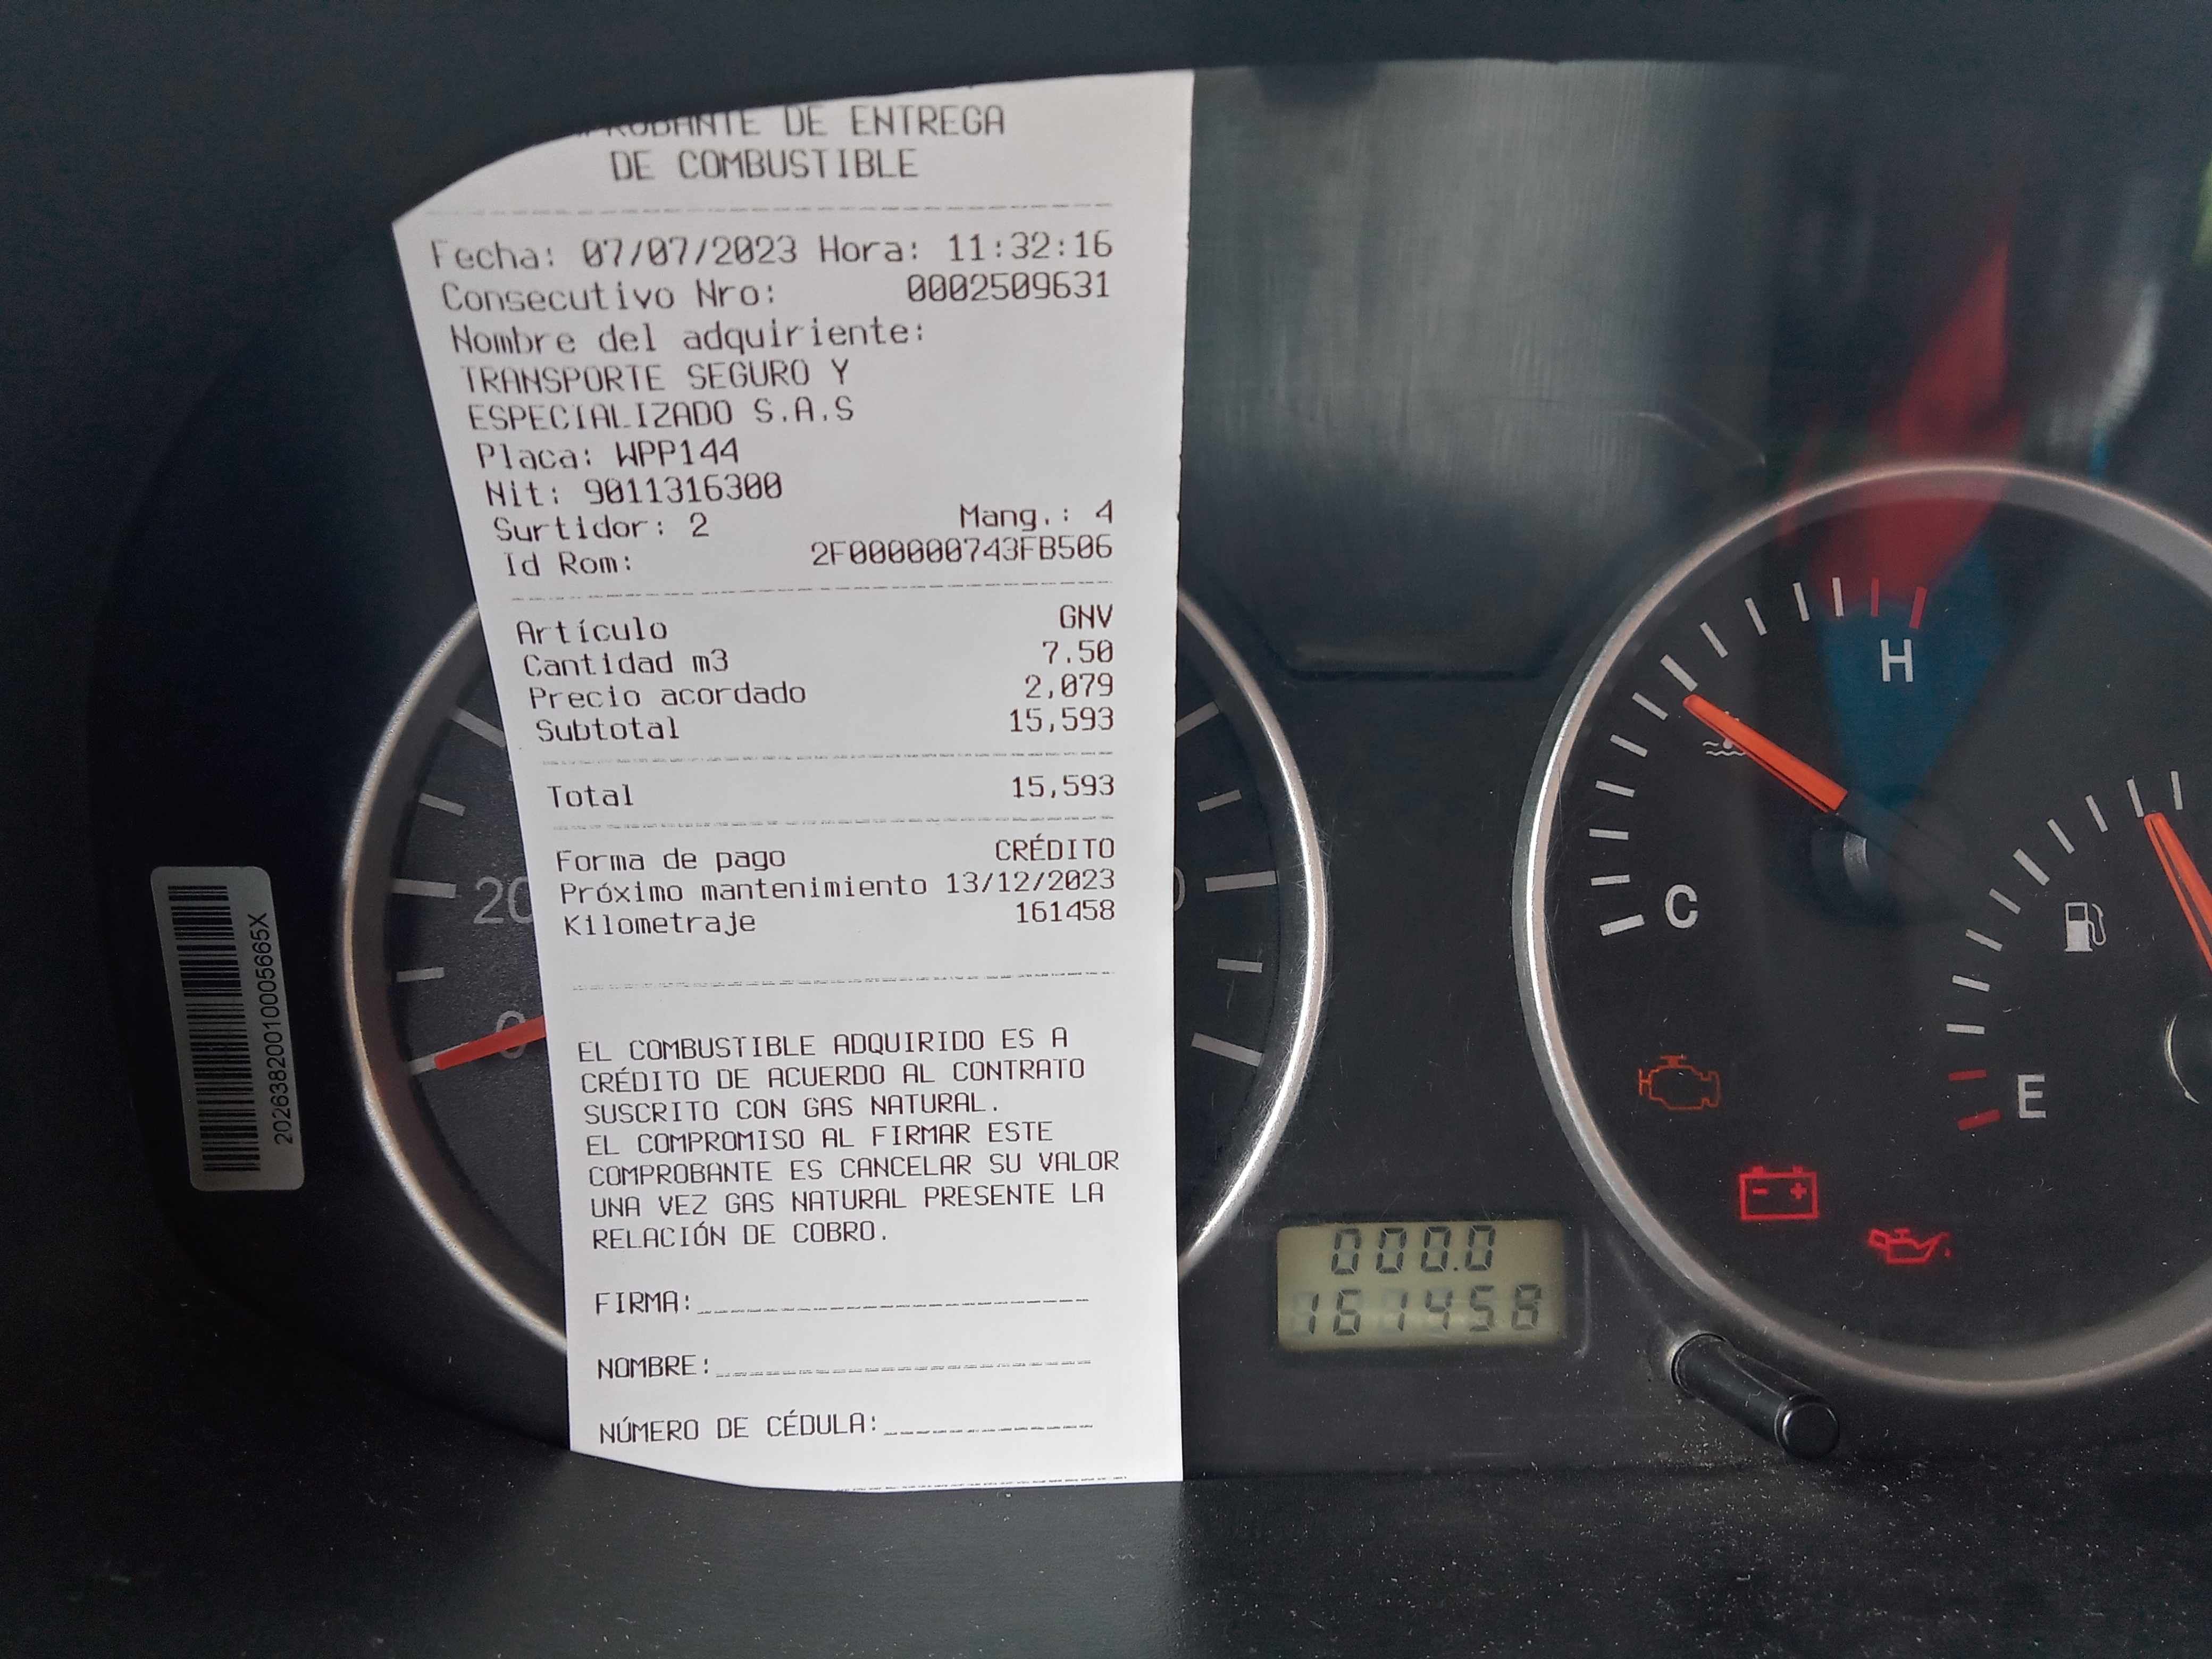 DE ENTREGA
DE COMBUSTIBLE
Fecha: 07/07/2023 Hora: 11:32:16
Consecutivo Nro: 0002509631
Nombre del adquiriente:
TRANSPORTE SEGURO Y
ESPECIALIZADO S.A.S
Placa: WPP144
Nit: 9011316300
Surtidor: 2 Mang.: 4
Id Rom: 2F000000743FB506
Artículo GNV
Cantidad m3 7.50
Precio acordado 2,079
Subtotal 15,593
Total 15,593
Forma de pago CRÉDITO
Próximo mantenimiento 13/12/2023
Kilometraje 161458
EL COMBUSTIBLE ADQUIRIDO ES A
CRÉDITO DE ACUERDO AL CONTRATO
SUSCRITO CON GAS NATURAL.
EL COMPROMISO AL FIRMAR ESTE
COMPROBANTE ES CANCELAR SU VALOR
UNA VEZ GAS NATURAL PRESENTE LA
RELACIÓN DE COBRO.
FIRMA:
NOMBRE:
NÚMERO DE CÉDULA:
20
0
20263820010005665X
H
C
E
000.0
161458